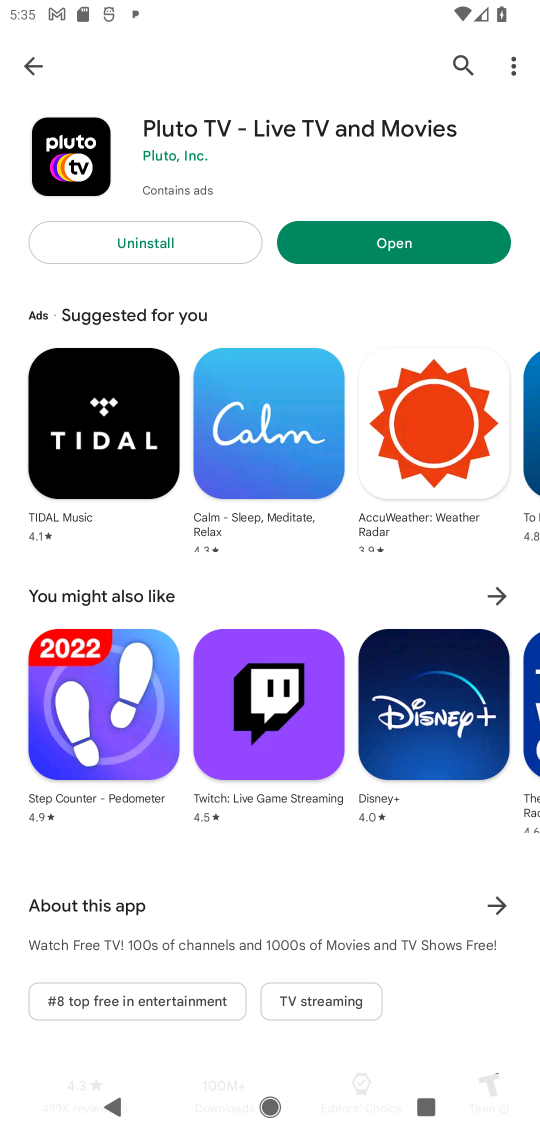 5:35
pluto
tv
Pluto TV - Live TV and Movies
Pluto, Inc.
Contains ads
Uninstall
Open
Ads · Suggested for you
TIDAL
Calm
TIDAL Music
4.1★
Calm - Sleep, Meditate, Relax
4.3★
AccuWeather: Weather Radar
3.9★
To
4.8
You might also like
2022
Disney+
Step Counter - Pedometer
4.9★
Twitch: Live Game Streaming
4.5★
Disney+
4.0★
The
Rad
4.6
About this app
Watch Free TV! 100s of channels and 1000s of Movies and TV Shows Free!
#8 top free in entertainment
TV streaming
4.3★
499K reviews
100M+
Downloads
Editors' Choice
T
Teen